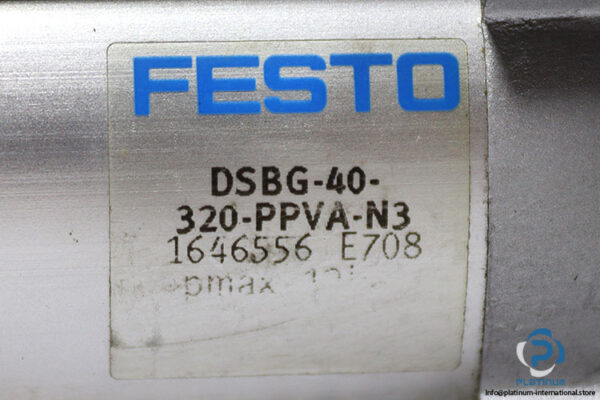 FESTO
DSBG-40-
320-PPVA-N3
1646556 E708
pmax
PLATINUM
info@platinum-international.store